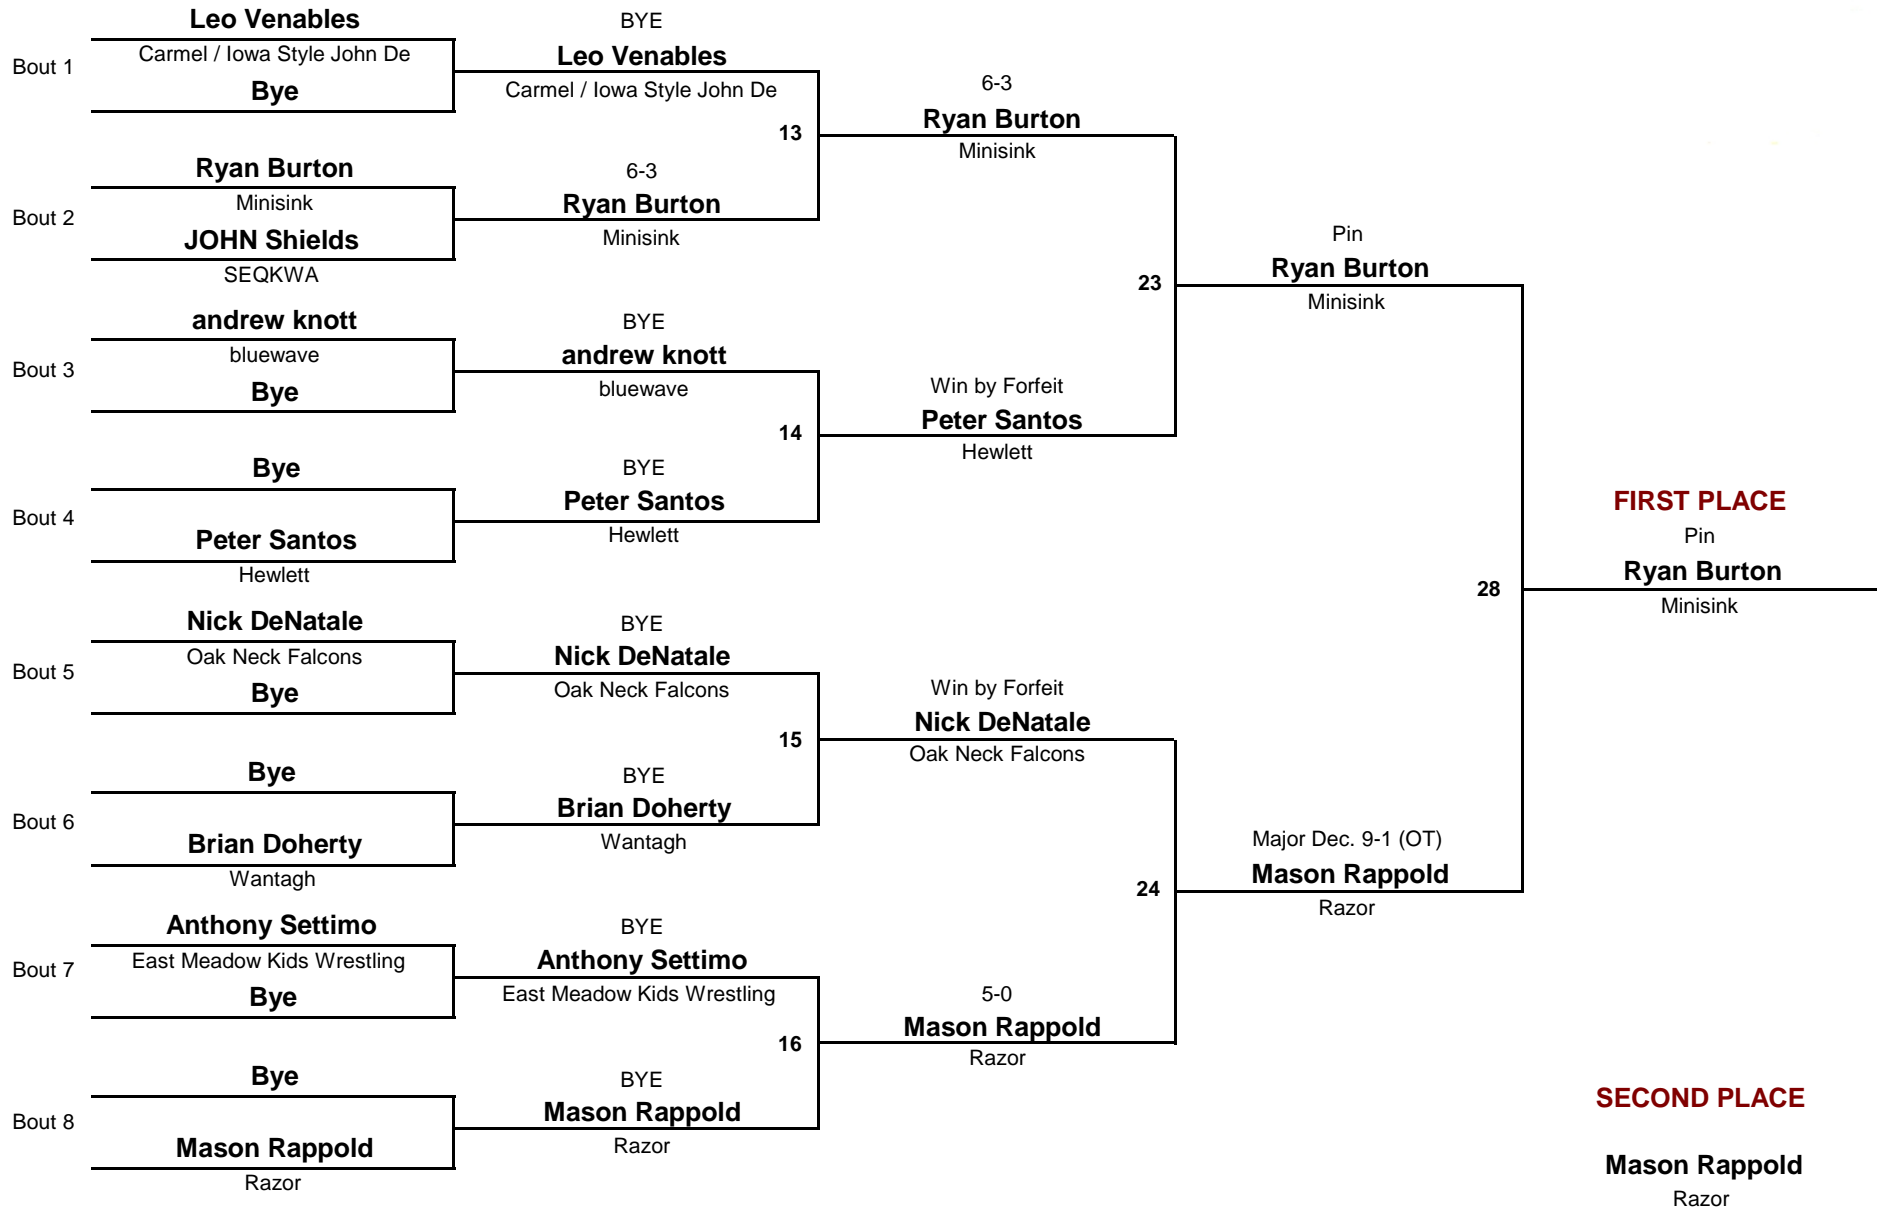 Leo Venables
Bout 1
Carmel / Iowa Style John De
Bye
Ryan Burton
Bout 2
Minisink
JOHN Shields
SEQKWA
andrew knott
Bout 3
bluewave
Bye
Bye
Bout 4
Peter Santos
Hewlett
Nick DeNatale
Bout 5
Oak Neck Falcons
Bye
Bye
Bout 6
Brian Doherty
Wantagh
Anthony Settimo
Bout 7
East Meadow Kids Wrestling
Bye
Bye
Bout 8
Mason Rappold
Razor
BYE
Leo Venables
Carmel / Iowa Style John De
13
6-3
Ryan Burton
Minisink
BYE
andrew knott
bluewave
14
BYE
Peter Santos
Hewlett
BYE
Nick DeNatale
Oak Neck Falcons
15
BYE
Brian Doherty
Wantagh
BYE
Anthony Settimo
East Meadow Kids Wrestling
16
BYE
Mason Rappold
Razor
6-3
Ryan Burton
Minisink
23
Win by Forfeit
Peter Santos
Hewlett
Win by Forfeit
Nick DeNatale
Oak Neck Falcons
24
5-0
Mason Rappold
Razor
Pin
Ryan Burton
Minisink
28
Major Dec. 9-1 (OT)
Mason Rappold
Razor
FIRST PLACE
Pin
Ryan Burton
Minisink
SECOND PLACE
Mason Rappold
Razor